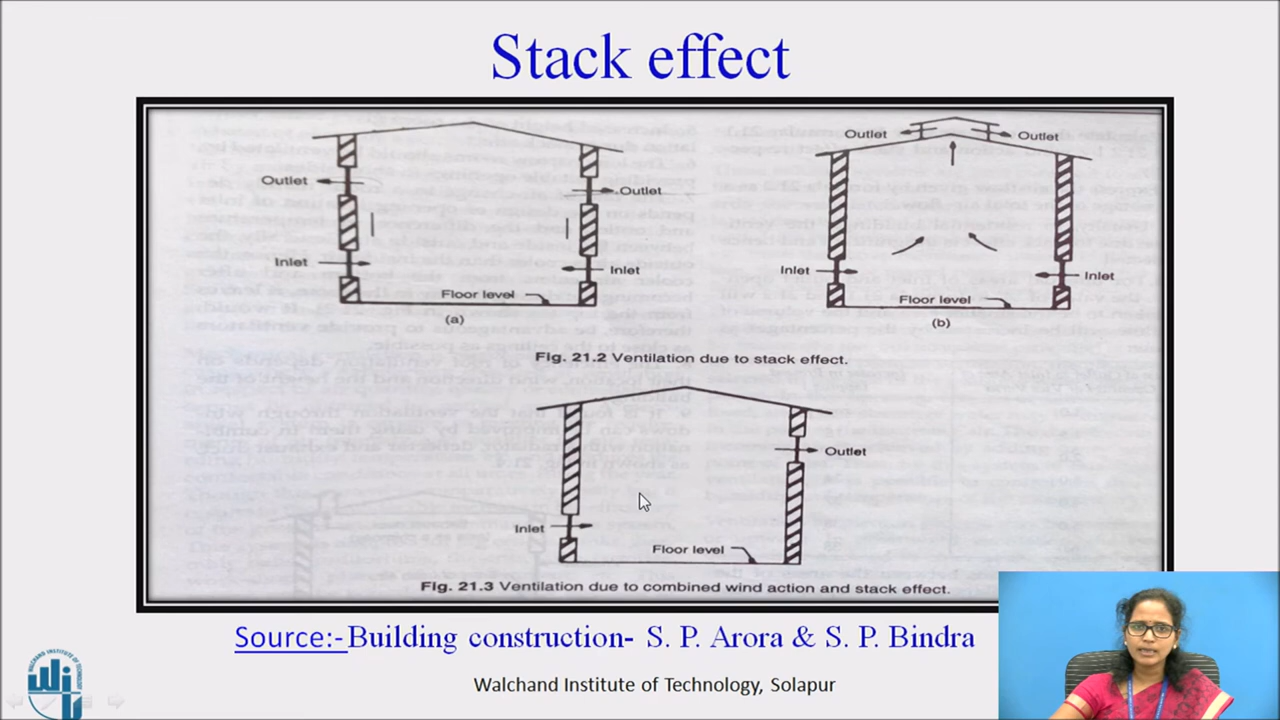 Stack effect
Outlet
Outlet
Inlet
Inlet
Floor level
(a)
Outlet
Outlet
Inlet
Inlet
Floor level
(b)
Fig. 21.2 Ventilation due to stack effect.
Outlet
Inlet
Floor level
Fig. 21.3 Ventilation due to combined wind action and stack effect.
Source:-Building construction- S. P. Arora & S. P. Bindra
Walchand Institute of Technology, Solapur